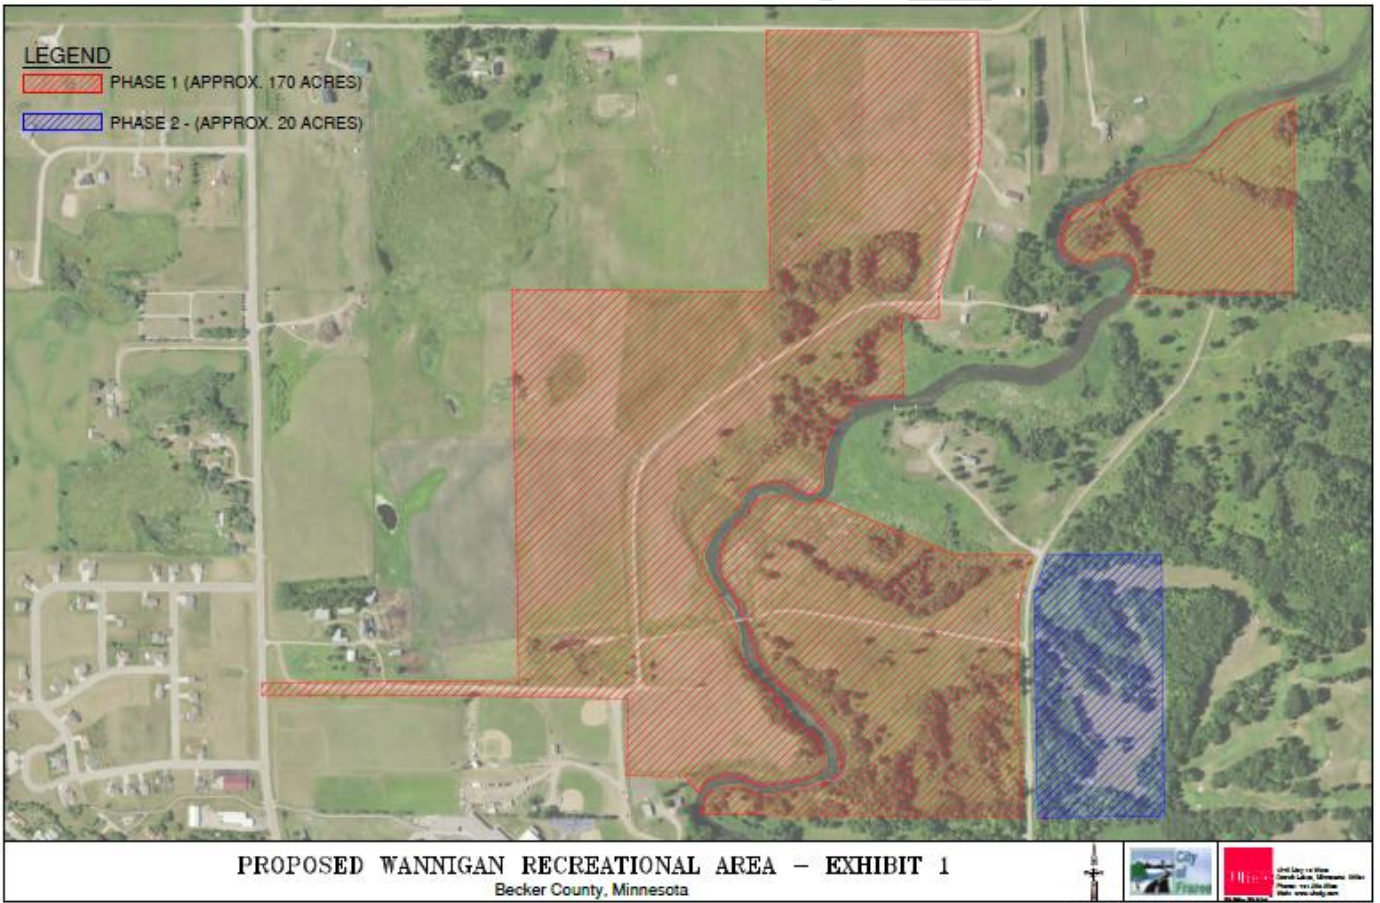 LEGEND
PHASE 1 (APPROX. 170 ACRES)
PHASE 2 - (APPROX. 20 ACRES)
PROPOSED WANNIGAN RECREATIONAL AREA - EXHIBIT 1
Becker County, Minnesota
City
of
Frazee